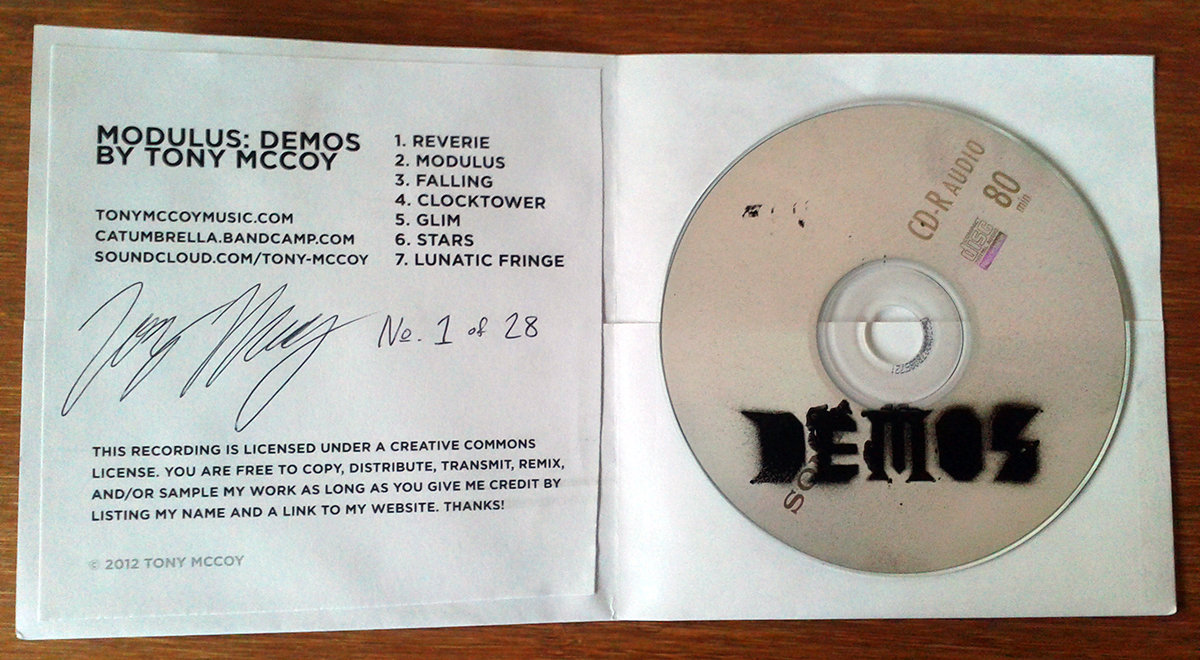 MODULUS: DEMOS
BY TONY MCCOY
TONYMCCOYMUSIC.COM
CATUMBRELLA.BANDCAMP.COM
SOUNDCLOUD.COM/TONY-MCCOY
1. REVERIE
2. MODULUS
3. FALLING
4. CLOCKTOWER
5. GLIM
6. STARS
7. LUNATIC FRINGE
Tony McCoy
No. 1 of 28
THIS RECORDING IS LICENSED UNDER A CREATIVE COMMONS
LICENSE. YOU ARE FREE TO COPY, DISTRIBUTE, TRANSMIT, REMIX,
AND/OR SAMPLE MY WORK AS LONG AS YOU GIVE ME CREDIT BY
LISTING MY NAME AND A LINK TO MY WEBSITE. THANKS!
© 2012 TONY MCCOY
CD-R AUDIO
80
min
disc
DEMOS